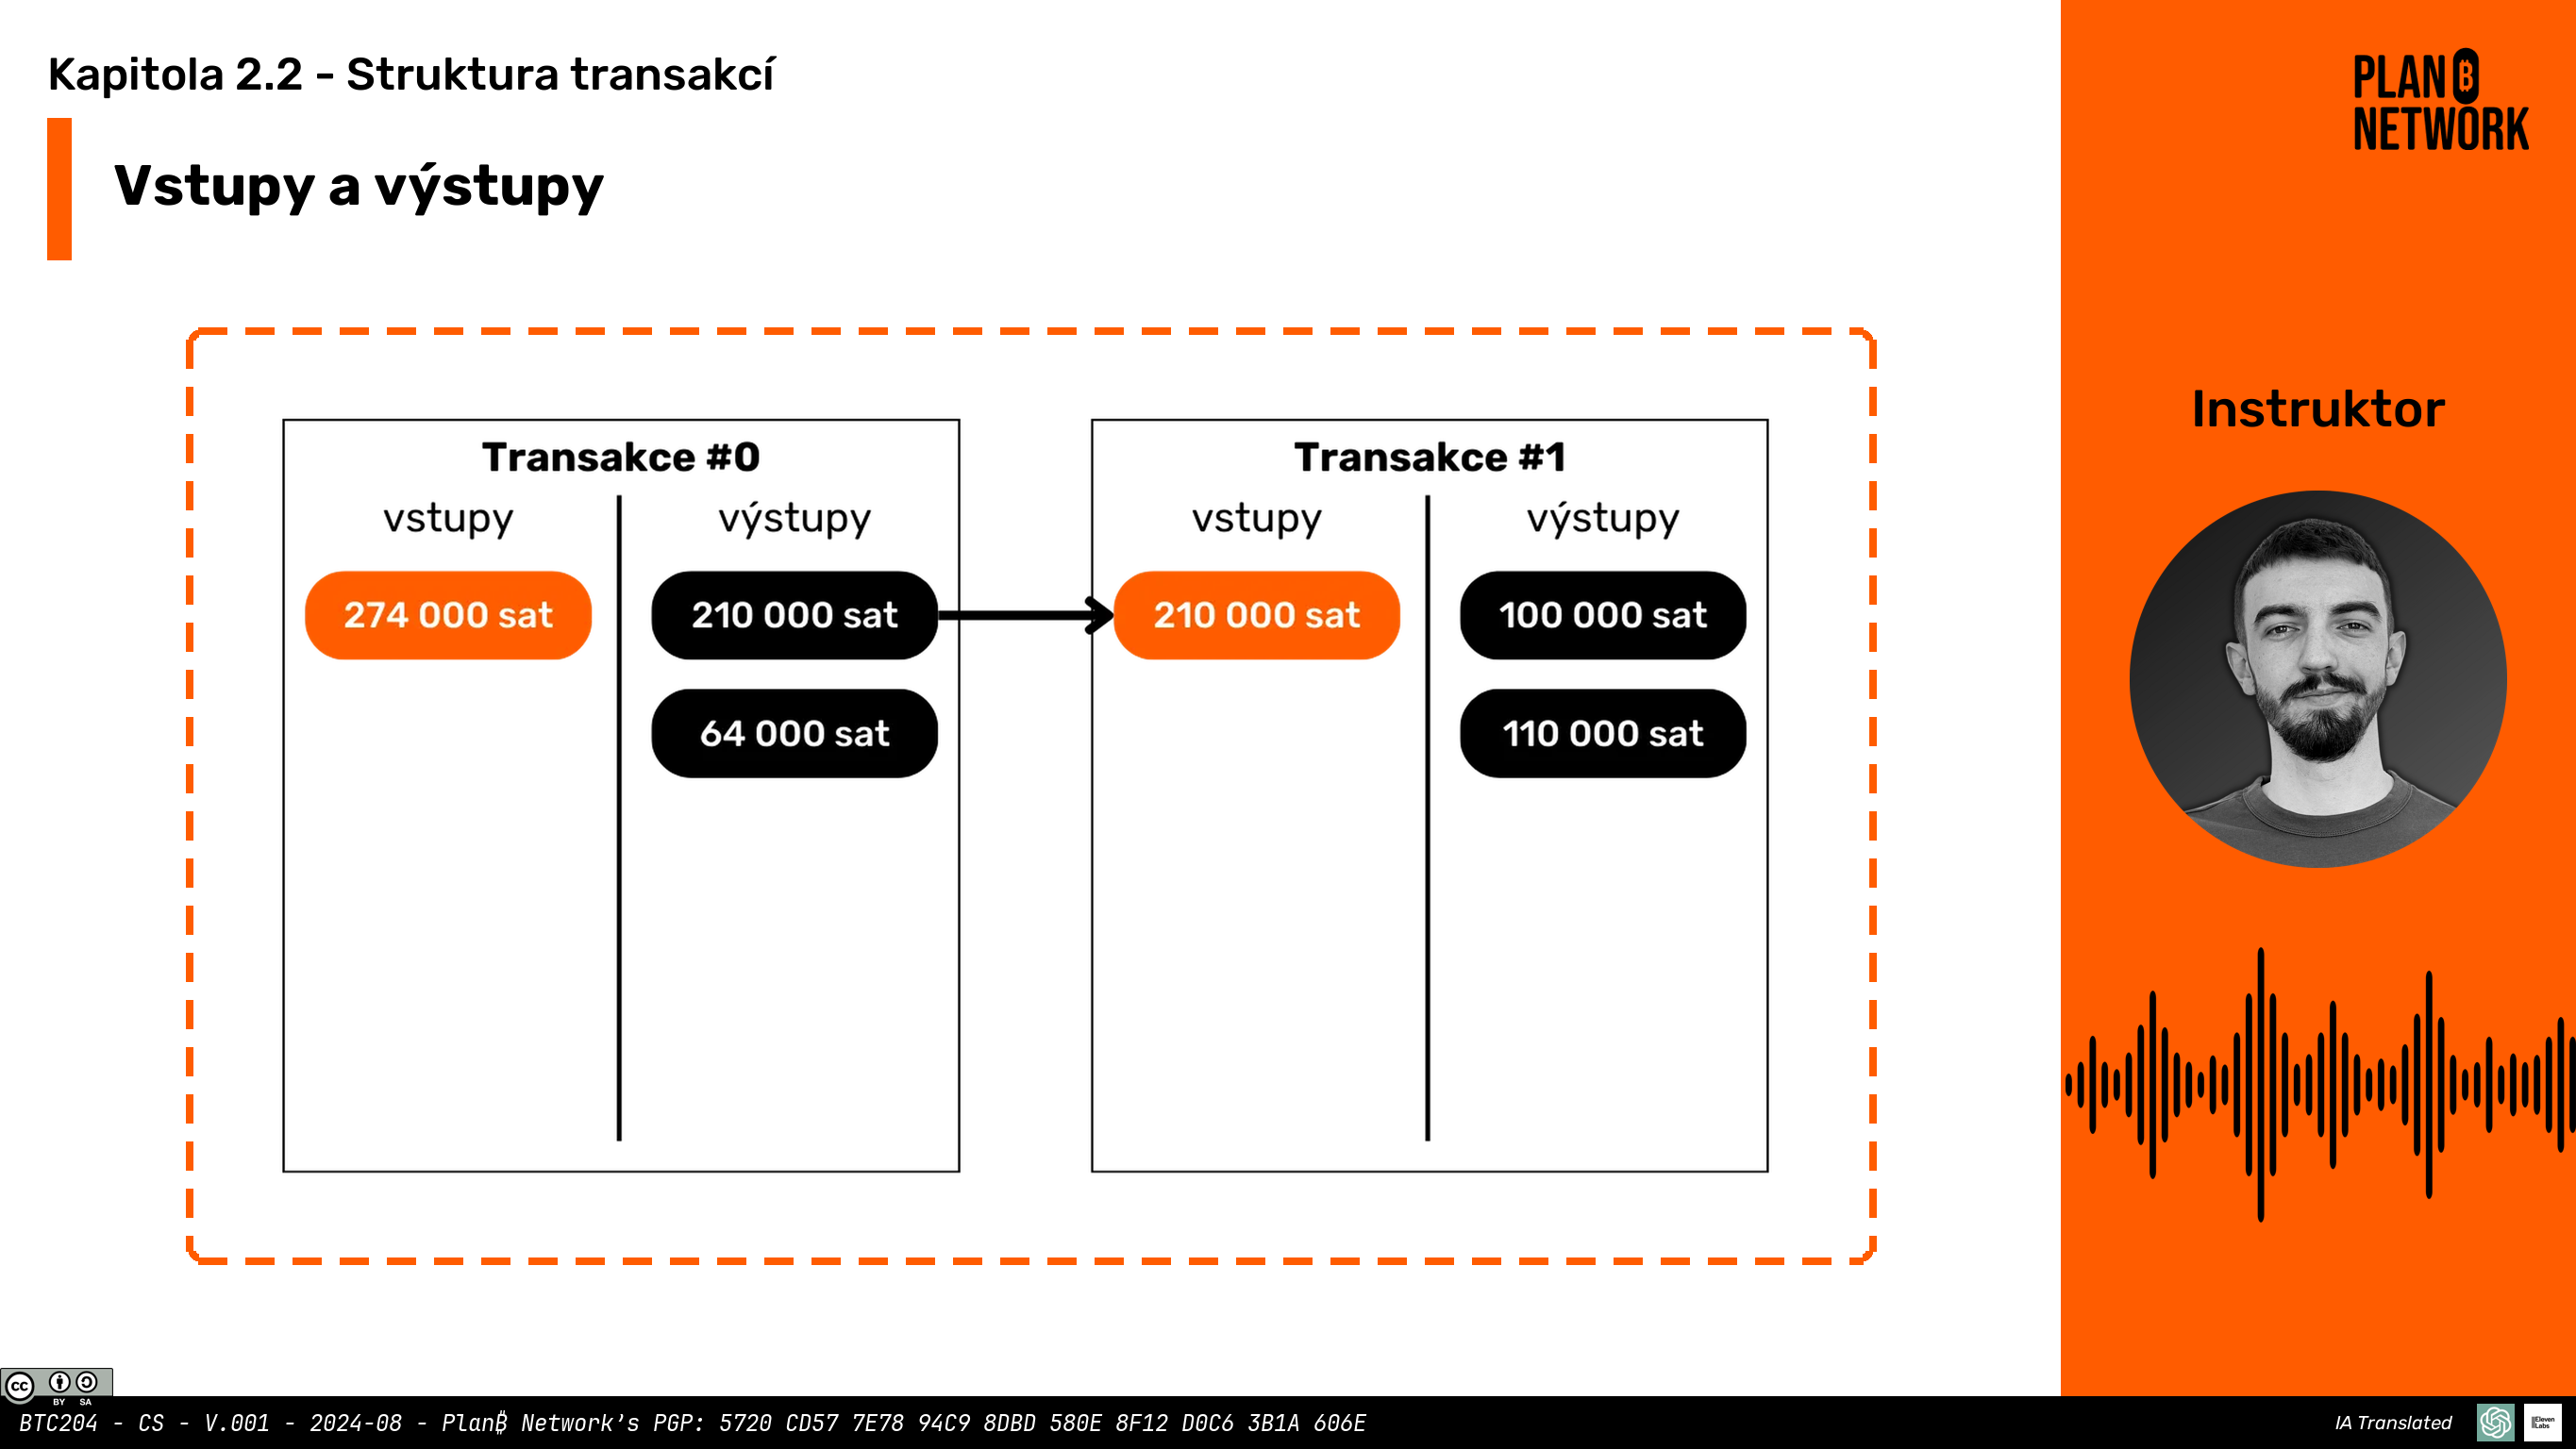 Kapitola 2.2 - Struktura transakcí
PLAN B
NETWORK
Vstupy a výstupy
Instruktor
Transakce #0
vstupy
výstupy
274 000 sat
210 000 sat
64 000 sat
Transakce #1
vstupy
výstupy
210 000 sat
100 000 sat
110 000 sat
cc BY SA
BTC204 - CS - V.001 - 2024-08 - Plan₿ Network's PGP: 5720 CD57 7E78 94C9 8DBD 580E 8F12 D0C6 3B1A 606E
IA Translated
ElevenLabs